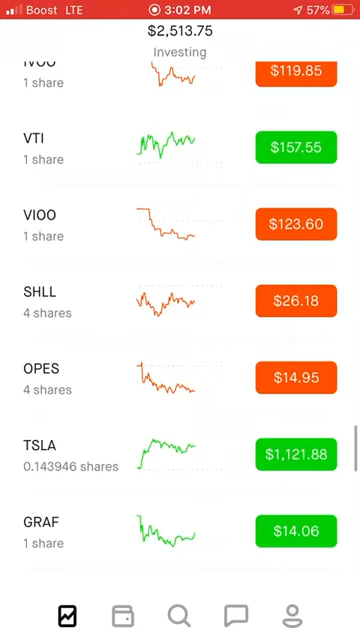 Boost LTE 3:02 PM 57%
$2,513.75
Investing
IVOO
1 share
$119.85
VTI
1 share
$157.55
VIOO
1 share
$123.60
SHLL
4 shares
$26.18
OPES
4 shares
$14.95
TSLA
0.143946 shares
$1,121.88
GRAF
1 share
$14.06